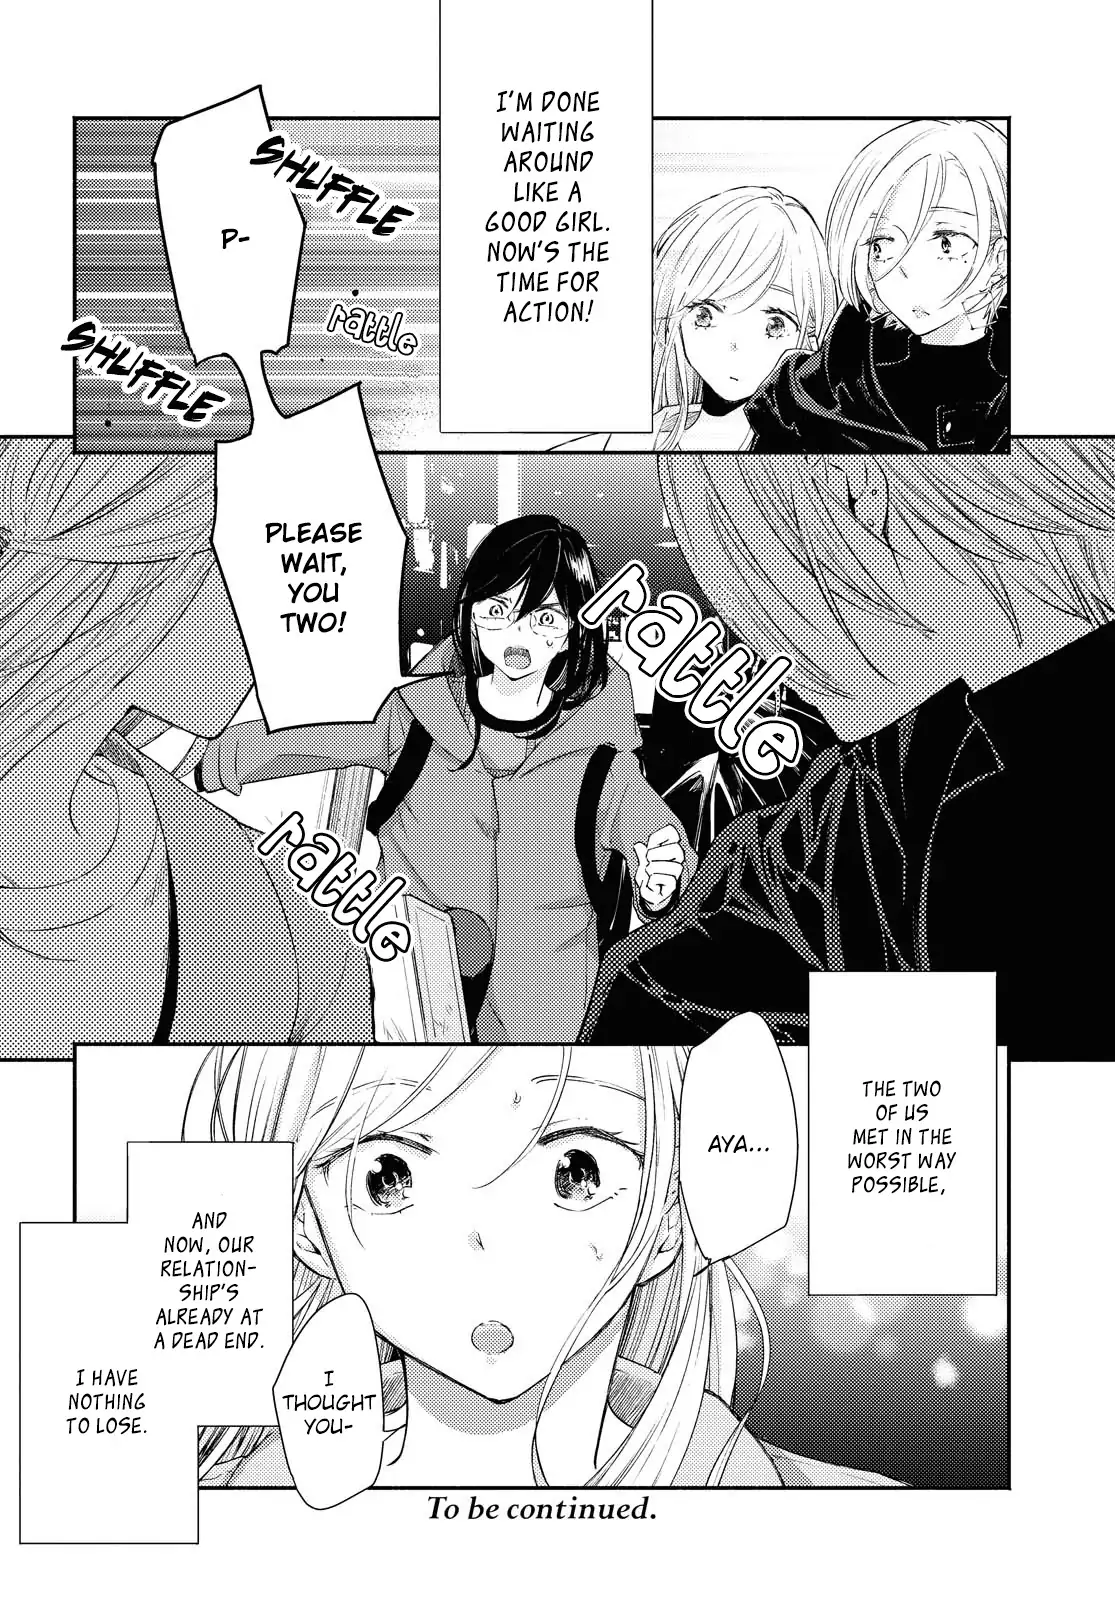 I'M DONE
WAITING
AROUND
LIKE A
GOOD GIRL.
NOW'S THE
TIME FOR
ACTION!
SHUFFLE
P-
rattle
SHUFFLE
PLEASE
WAIT,
YOU
TWO!
rattle
rattle
THE TWO
OF US
MET IN THE
WORST WAY
POSSIBLE,
AYA...
AND
NOW, OUR
RELATION-
SHIP'S
ALREADY AT
A DEAD END.
I
THOUGHT
YOU-
I HAVE
NOTHING
TO LOSE.
To be continued.